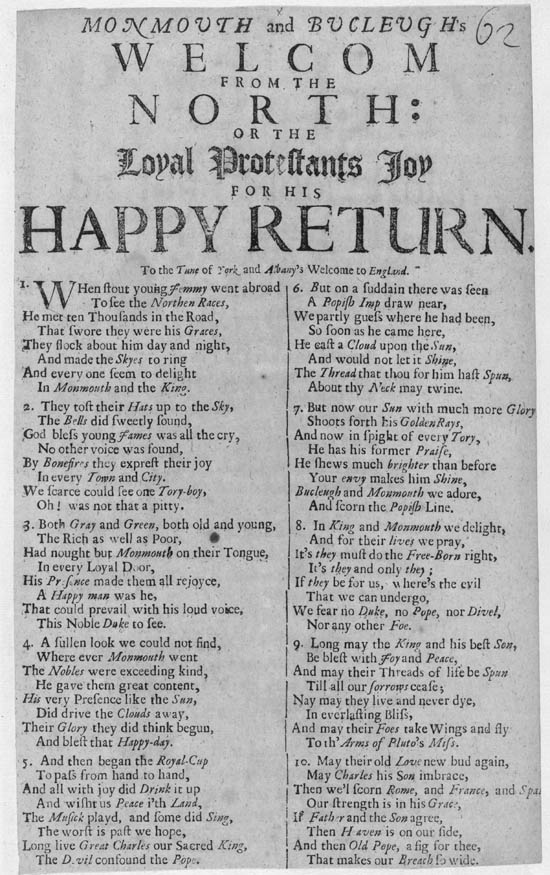 62
MONMOUTH and BUCLEUGH's
WELCOM
FROM THE
NORTH:
OR THE
Loyal Protestants Joy
FOR HIS
HAPPY RETURN.
To the Tune of York and Albany's Welcome to England.
1. WHen stout young Jemmy went abroad
To see the Northen Races,
He met ten Thousands in the Road,
That swore they were his Graces,
They flock about him day and night,
And made the Skyes to ring
And every one seem to delight
In Monmouth and the King.
2. They tost their Hats up to the Sky,
The Bells did sweetly sound,
God bless young James was all the cry,
No other voice was found,
By Bonefires they exprest their joy
In every Town and City.
We scarce could see one Tory-boy,
Oh! was not that a pitty.
3. Both Gray and Green, both old and young,
The Rich as well as Poor,
Had nought but Monmouth on their Tongue,
In every Loyal Door,
His Presence made them all rejoyce,
A Happy man was he,
That could prevail with his loud voice,
This Noble Duke to see.
4. A sullen look we could not find,
Where ever Monmouth went
The Nobles were exceeding kind,
He gave them great content,
His very Presence like the Sun,
Did drive the Clouds away,
Their Glory they did think begun,
And blest that Happy-day.
5. And then began the Royal-Cup
To pass from hand to hand,
And all with joy did Drink it up
And wisht us Peace i'th Land,
The Musick playd, and some did Sing,
The worst is past we hope,
Long live Great Charles our Sacred King,
The Devil confound the Pope.
6. But on a suddain there was seen
A Popish Imp draw near,
We partly guess where he had been,
So soon as he came here,
He cast a Cloud upon the Sun,
And would not let it Shine,
The Thread that thou for him hast Spun,
About thy Neck may twine.
7. But now our Sun with much more Glory
Shoots forth his Golden Rays,
And now in spight of every Tory,
He has his former Praise,
He shews much brighter than before
Your envy makes him Shine,
Bucleugh and Monmouth we adore,
And scorn the Popish Line.
8. In King and Monmouth we delight,
And for their lives we pray,
It's they must do the Free-Born right,
It's they and only they;
If they be for us, where's the evil
That we can undergo,
We fear no Duke, no Pope, nor Divel,
Nor any other Foe.
9. Long may the King and his best Son,
Be blest with Joy and Peace,
And may their Threads of life be Spun
Till all our sorrows cease;
Nay may they live and never dye,
In everlasting Bliss,
And may their Foes take Wings and fly
To th' Arms of Pluto's Miss.
10. May their old Love new bud again,
May Charles his Son imbrace,
Then we'l scorn Rome, and France, and Spa
Our strength is in his Grace,
If Father and the Son agree,
Then Heaven is on our side,
And then Old Pope, a fig for thee,
That makes our Breach so wide.